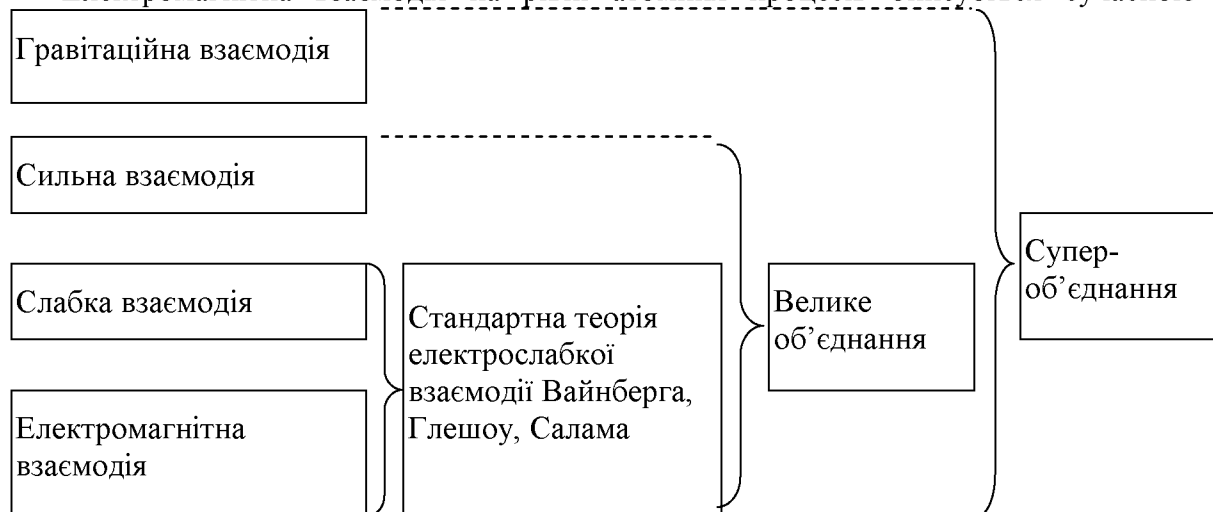 Гравітаційна взаємодія
Сильна взаємодія
Слабка взаємодія
Електромагнітна
взаємодія
Стандартна теорія
електрослабкої
взаємодії Вайнберга,
Глешоу, Салама
Велике
об’єднання
Супер-
об’єднання